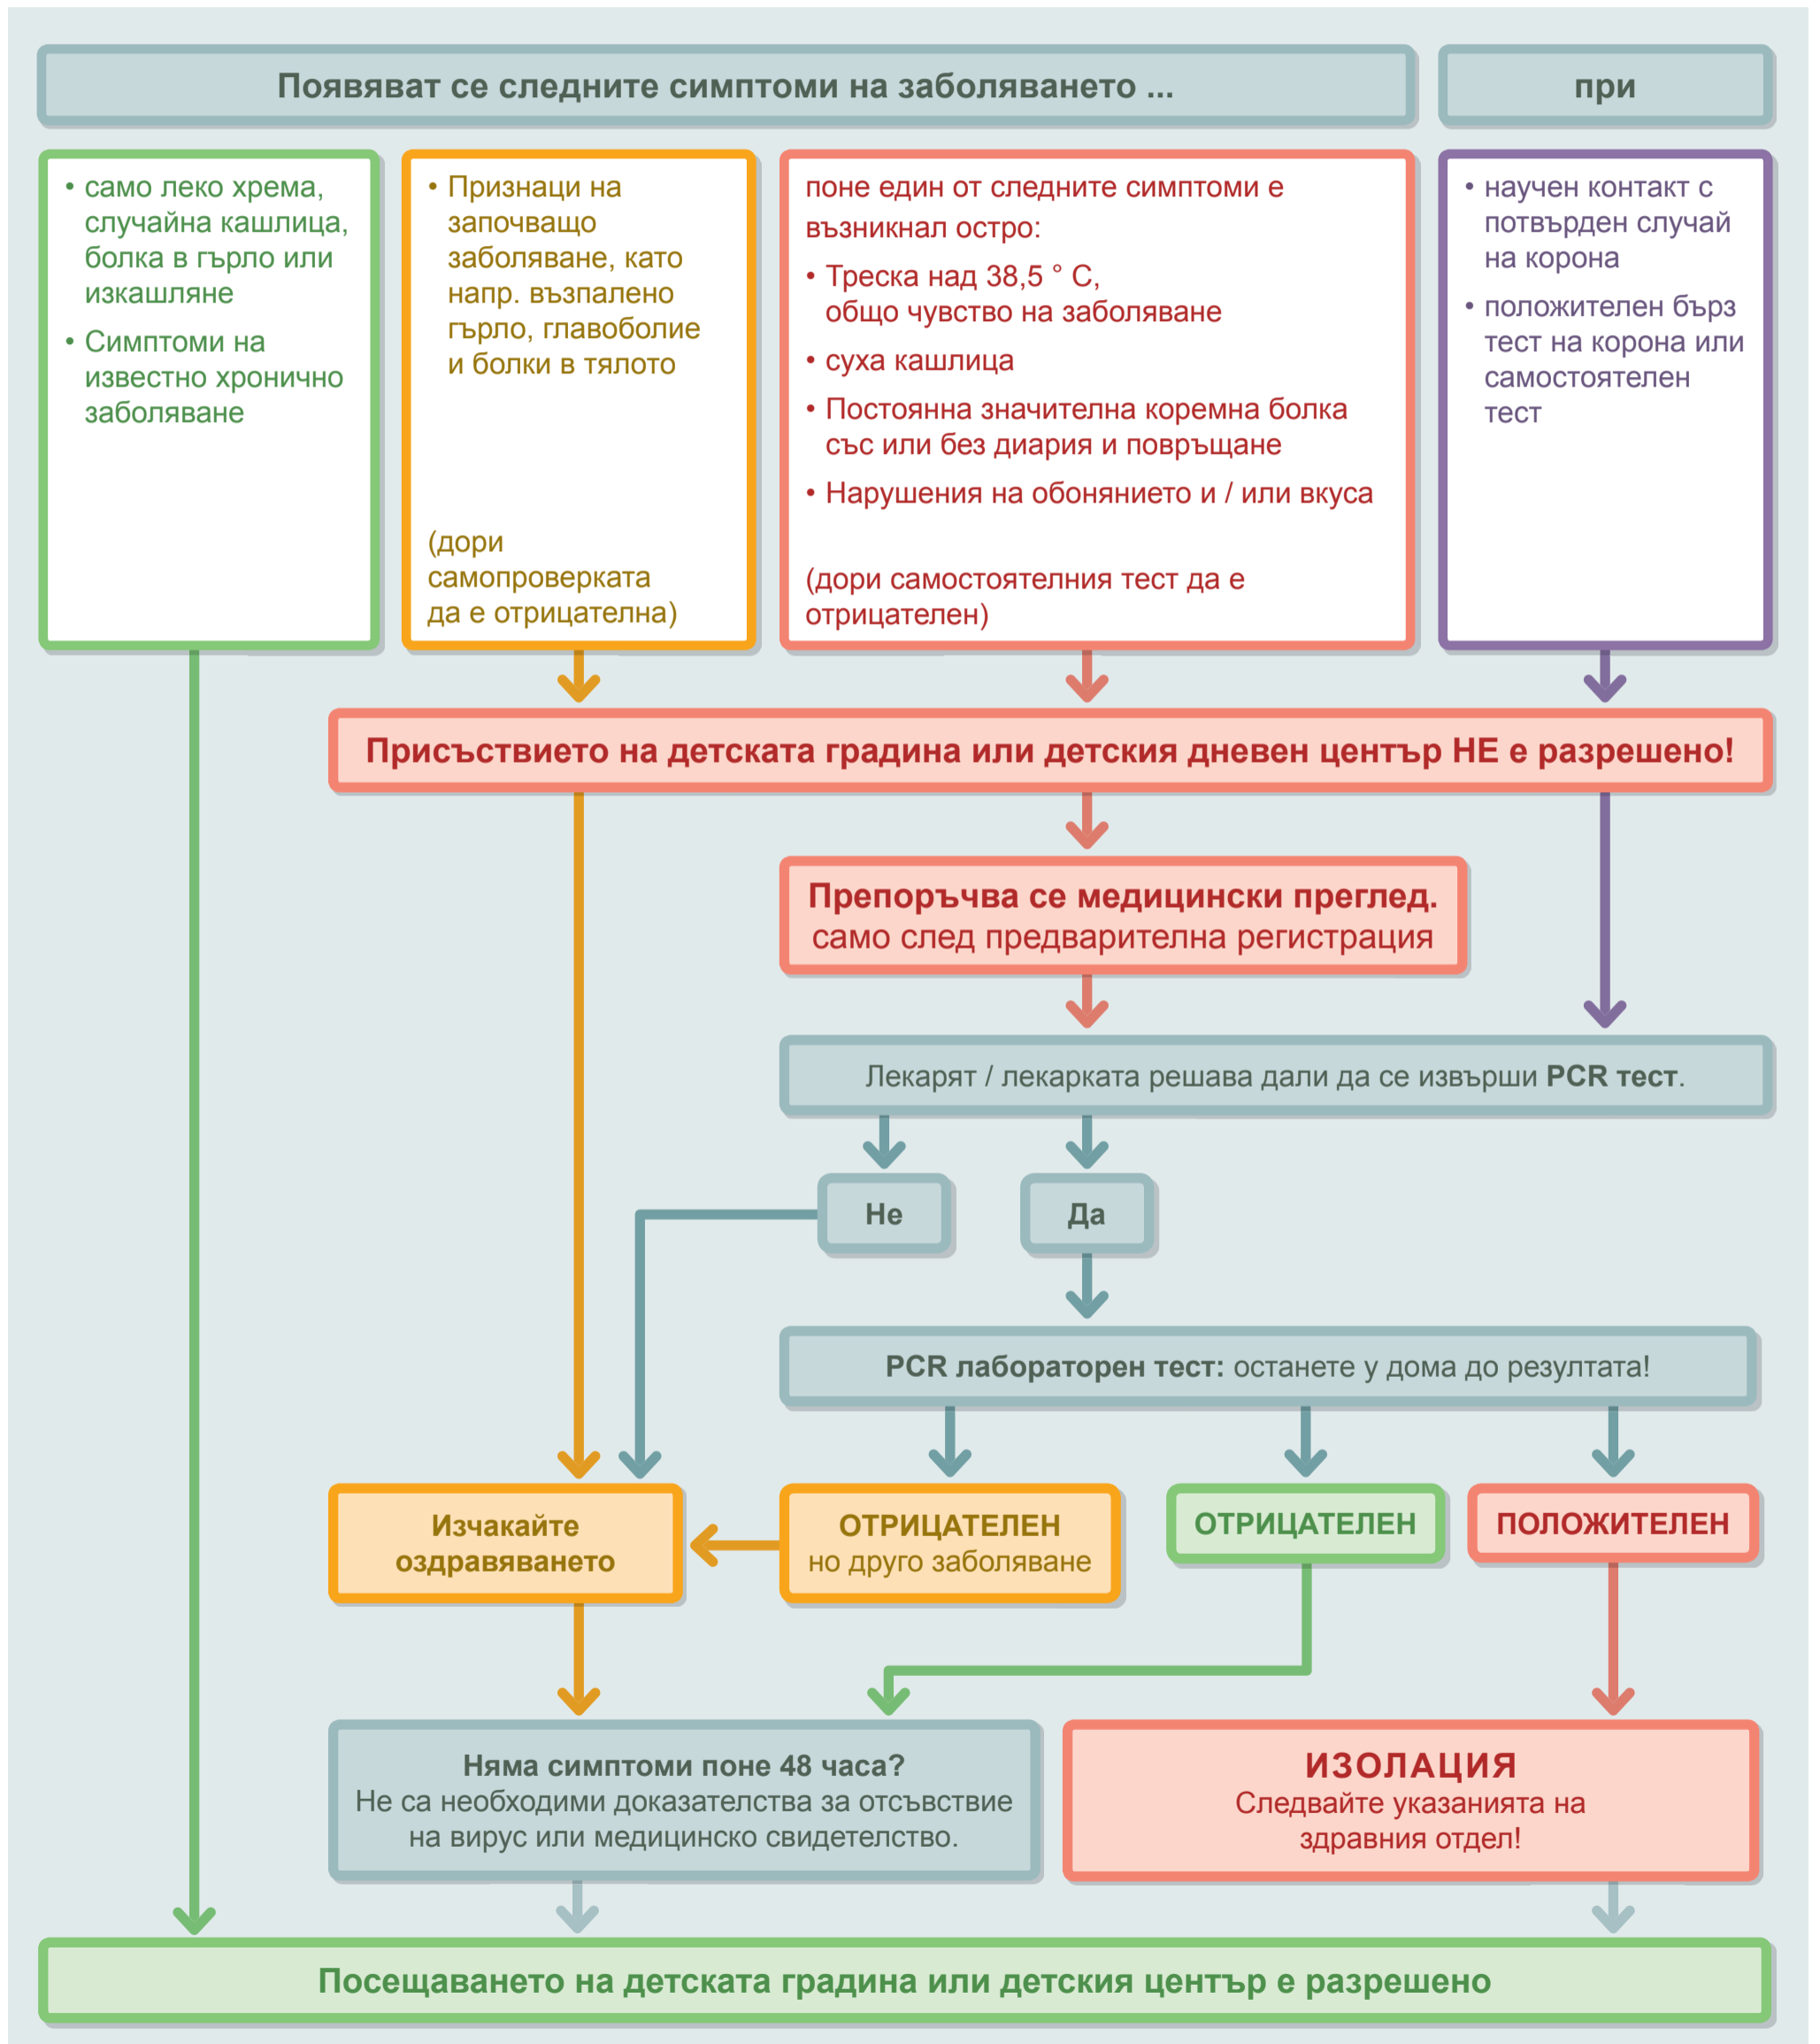 Появяват се следните симптоми на заболяването ...
при
• само леко хрема,
случайна кашлица,
болка в гърло или
изкашляне
• Симптоми на
известно хронично
заболяване
• Признаци на
започващо
заболяване, като
напр. възпалено
гърло, главоболие
и болки в тялото
(дори
самопроверката
да е отрицателна)
поне един от следните симптоми е
възникнал остро:
• Треска над 38,5 ° C,
общо чувство на заболяване
• суха кашлица
• Постоянна значителна коремна болка
със или без диария и повръщане
• Нарушения на обонянието и / или вкуса
(дори самостоятелния тест да е
отрицателен)
• научен контакт с
потвърден случай
на корона
• положителен бърз
тест на корона или
самостоятелен
тест
Присъствието на детската градина или детския дневен център НЕ е разрешено!
Препоръчва се медицински преглед.
само след предварителна регистрация
Лекарят / лекарката решава дали да се извърши PCR тест.
Не
Да
PCR лабораторен тест: останете у дома до резултата!
Изчакайте
оздравяването
ОТРИЦАТЕЛЕН
но друго заболяване
ОТРИЦАТЕЛЕН
ПОЛОЖИТЕЛЕН
Няма симптоми поне 48 часа?
Не са необходими доказателства за отсъвствие
на вирус или медицинско свидетелство.
ИЗОЛАЦИЯ
Следвайте указанията на
здравния отдел!
Посещаването на детската градина или детския център е разрешено